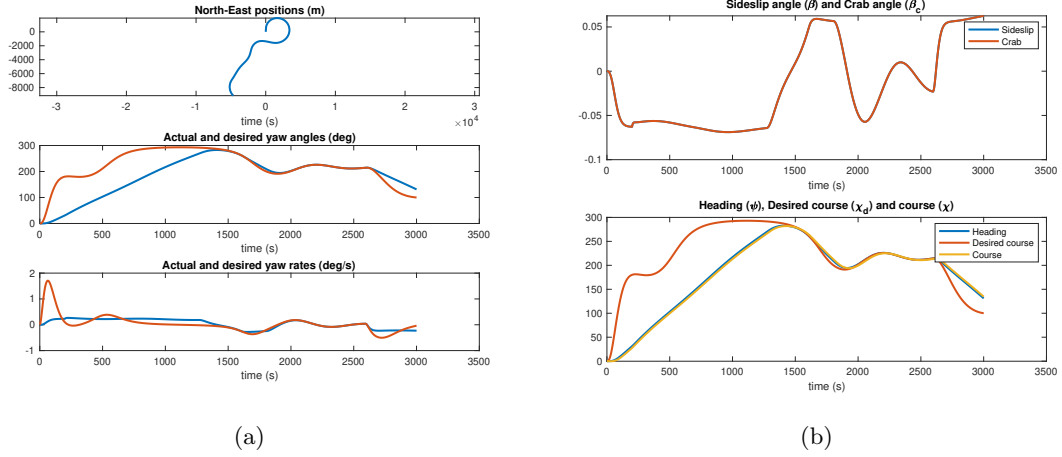 North-East positions (m)
0
-2000
-4000
-6000
-8000
-3 -2 -1 0 1 2 3
time (s)
×10⁴
Actual and desired yaw angles (deg)
300
200
100
0
0 500 1000 1500 2000 2500 3000 3500
time (s)
Actual and desired yaw rates (deg/s)
2
1
0
-1
0 500 1000 1500 2000 2500 3000 3500
time (s)
(a)
Sideslip angle (β) and Crab angle (β_c)
0.05
0
-0.05
-0.1
Sideslip
Crab
0 500 1000 1500 2000 2500 3000 3500
time (s)
Heading (ψ), Desired course (χ_d) and course (χ)
300
250
200
150
100
50
0
Heading
Desired course
Course
0 500 1000 1500 2000 2500 3000 3500
time (s)
(b)